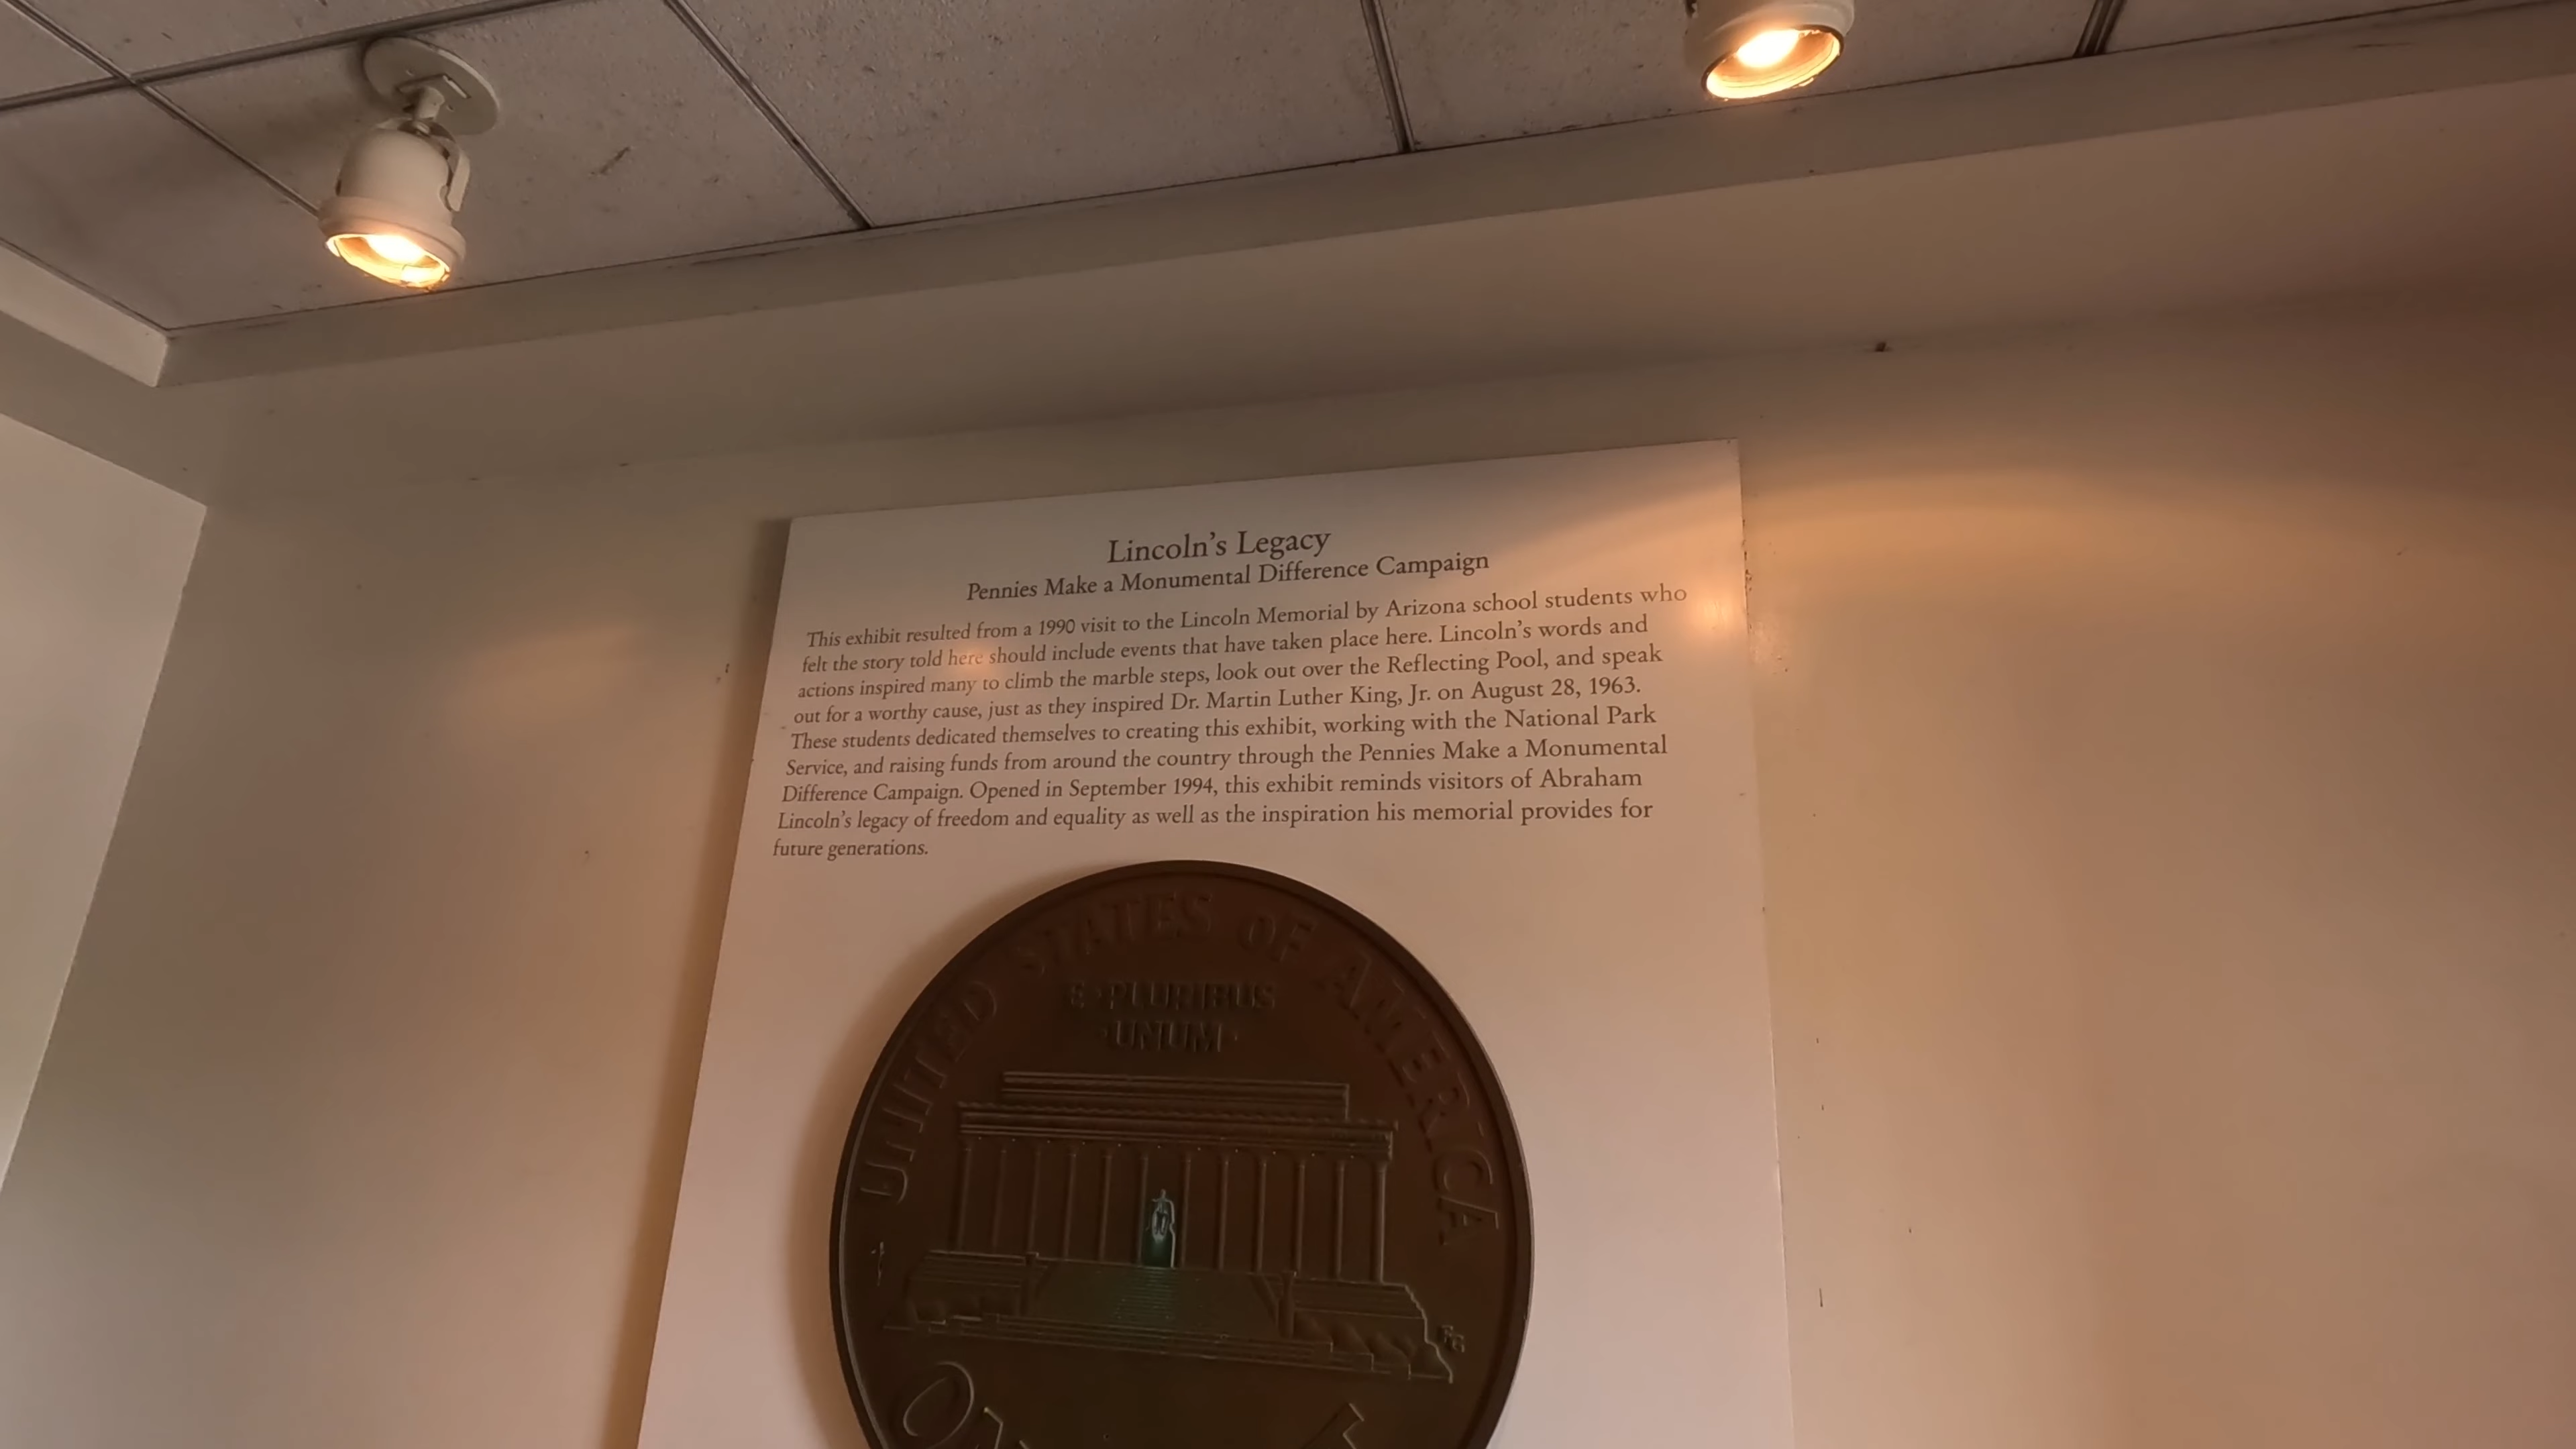 Lincoln's Legacy
Pennies Make a Monumental Difference Campaign
This exhibit resulted from a 1990 visit to the Lincoln Memorial by Arizona school students who
felt the story told here should include events that have taken place here. Lincoln's words and
actions inspired many to climb the marble steps, look out over the Reflecting Pool, and speak
out for a worthy cause, just as they inspired Dr. Martin Luther King, Jr. on August 28, 1963.
These students dedicated themselves to creating this exhibit, working with the National Park
Service, and raising funds from around the country through the Pennies Make a Monumental
Difference Campaign. Opened in September 1994, this exhibit reminds visitors of Abraham
Lincoln's legacy of freedom and equality as well as the inspiration his memorial provides for
future generations.
UNITED STATES OF AMERICA
E·PLURIBUS
·UNUM·
FG